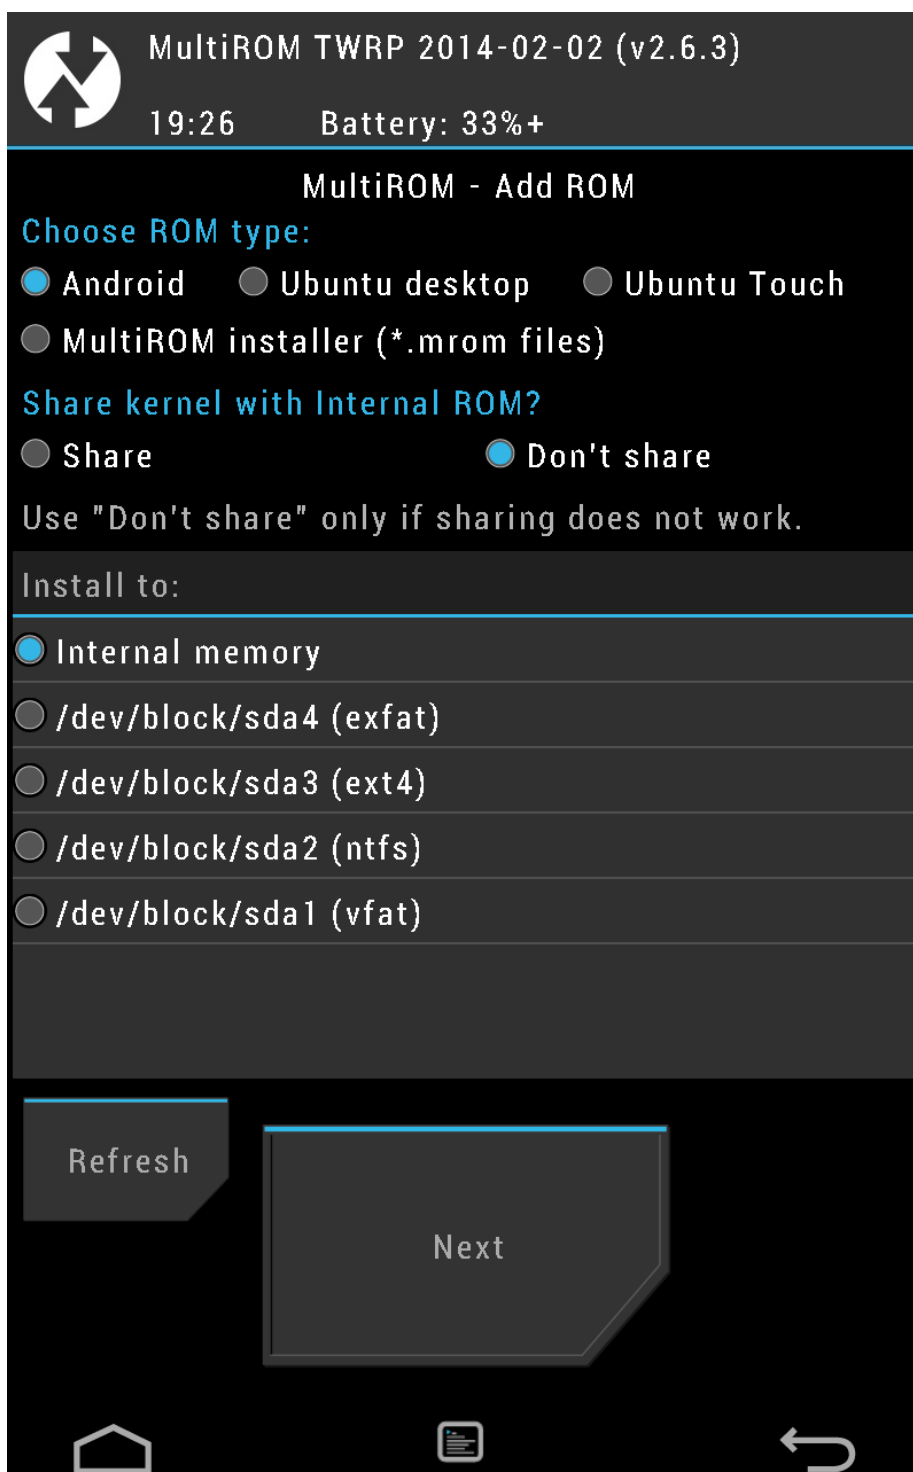 MultiROM TWRP 2014-02-02 (v2.6.3)
19:26 Battery: 33%+
MultiROM - Add ROM
Choose ROM type:
Android Ubuntu desktop Ubuntu Touch
MultiROM installer (*.mrom files)
Share kernel with Internal ROM?
Share Don't share
Use "Don't share" only if sharing does not work.
Install to:
Internal memory
/dev/block/sda4 (exfat)
/dev/block/sda3 (ext4)
/dev/block/sda2 (ntfs)
/dev/block/sda1 (vfat)
Refresh
Next